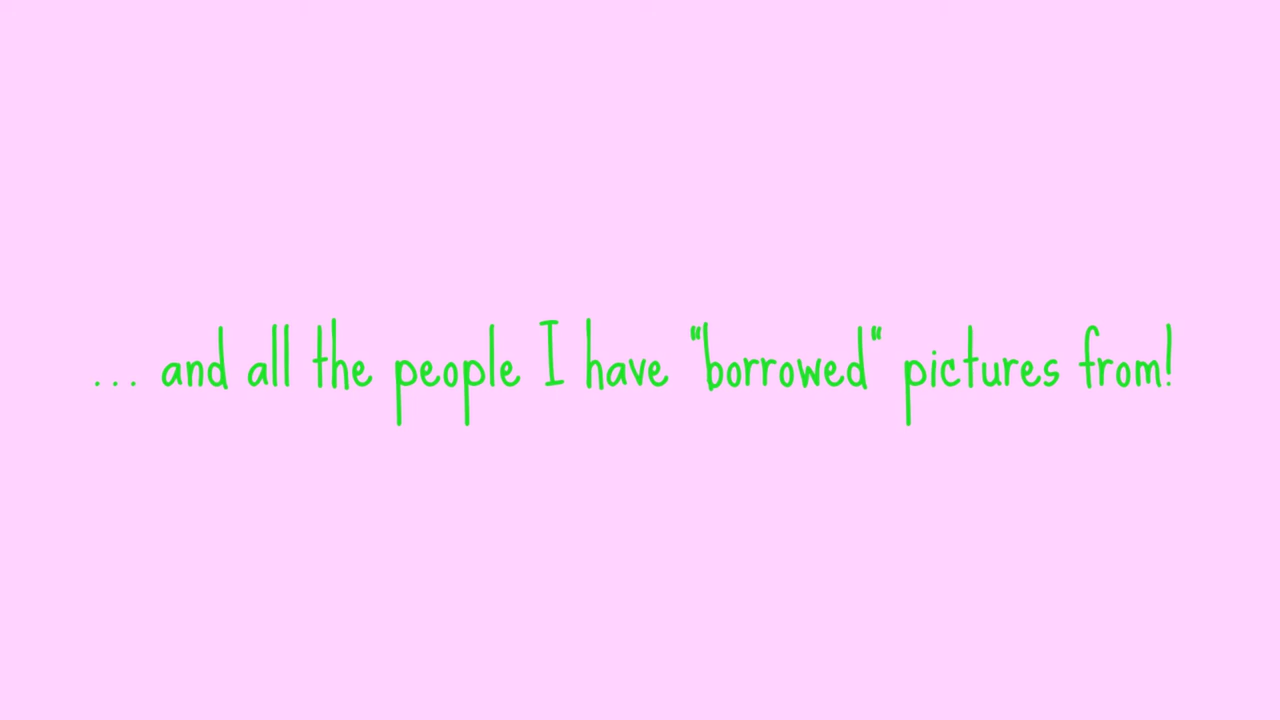 ... and all the people I have “borrowed“ pictures from!